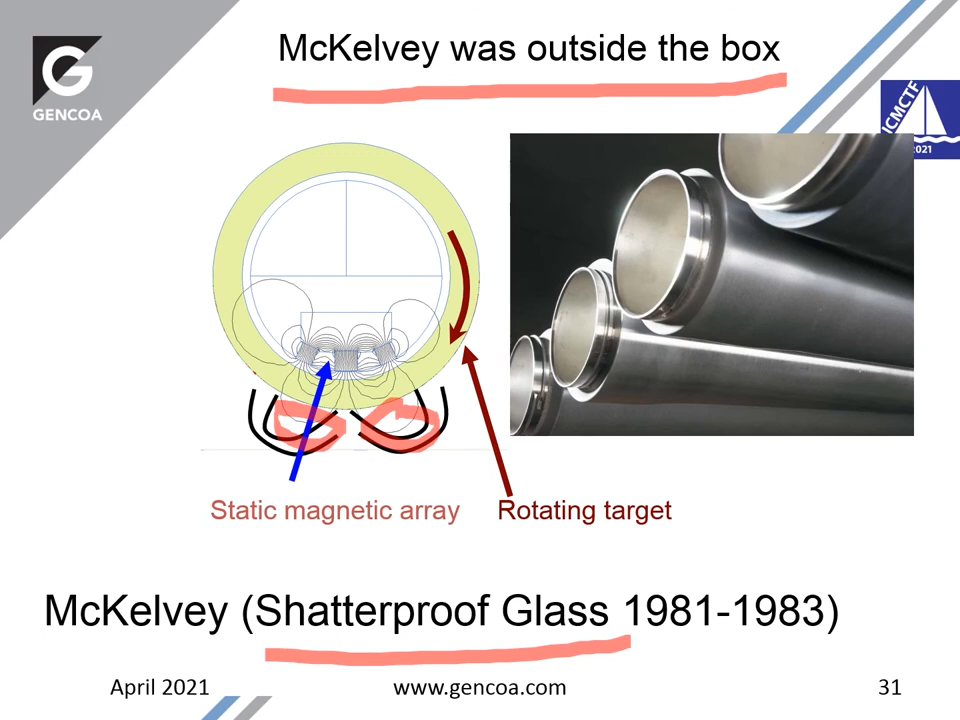 McKelvey was outside the box
GENCOA
ICMCTF
2021
Static magnetic array
Rotating target
McKelvey (Shatterproof Glass 1981-1983)
April 2021
www.gencoa.com
31